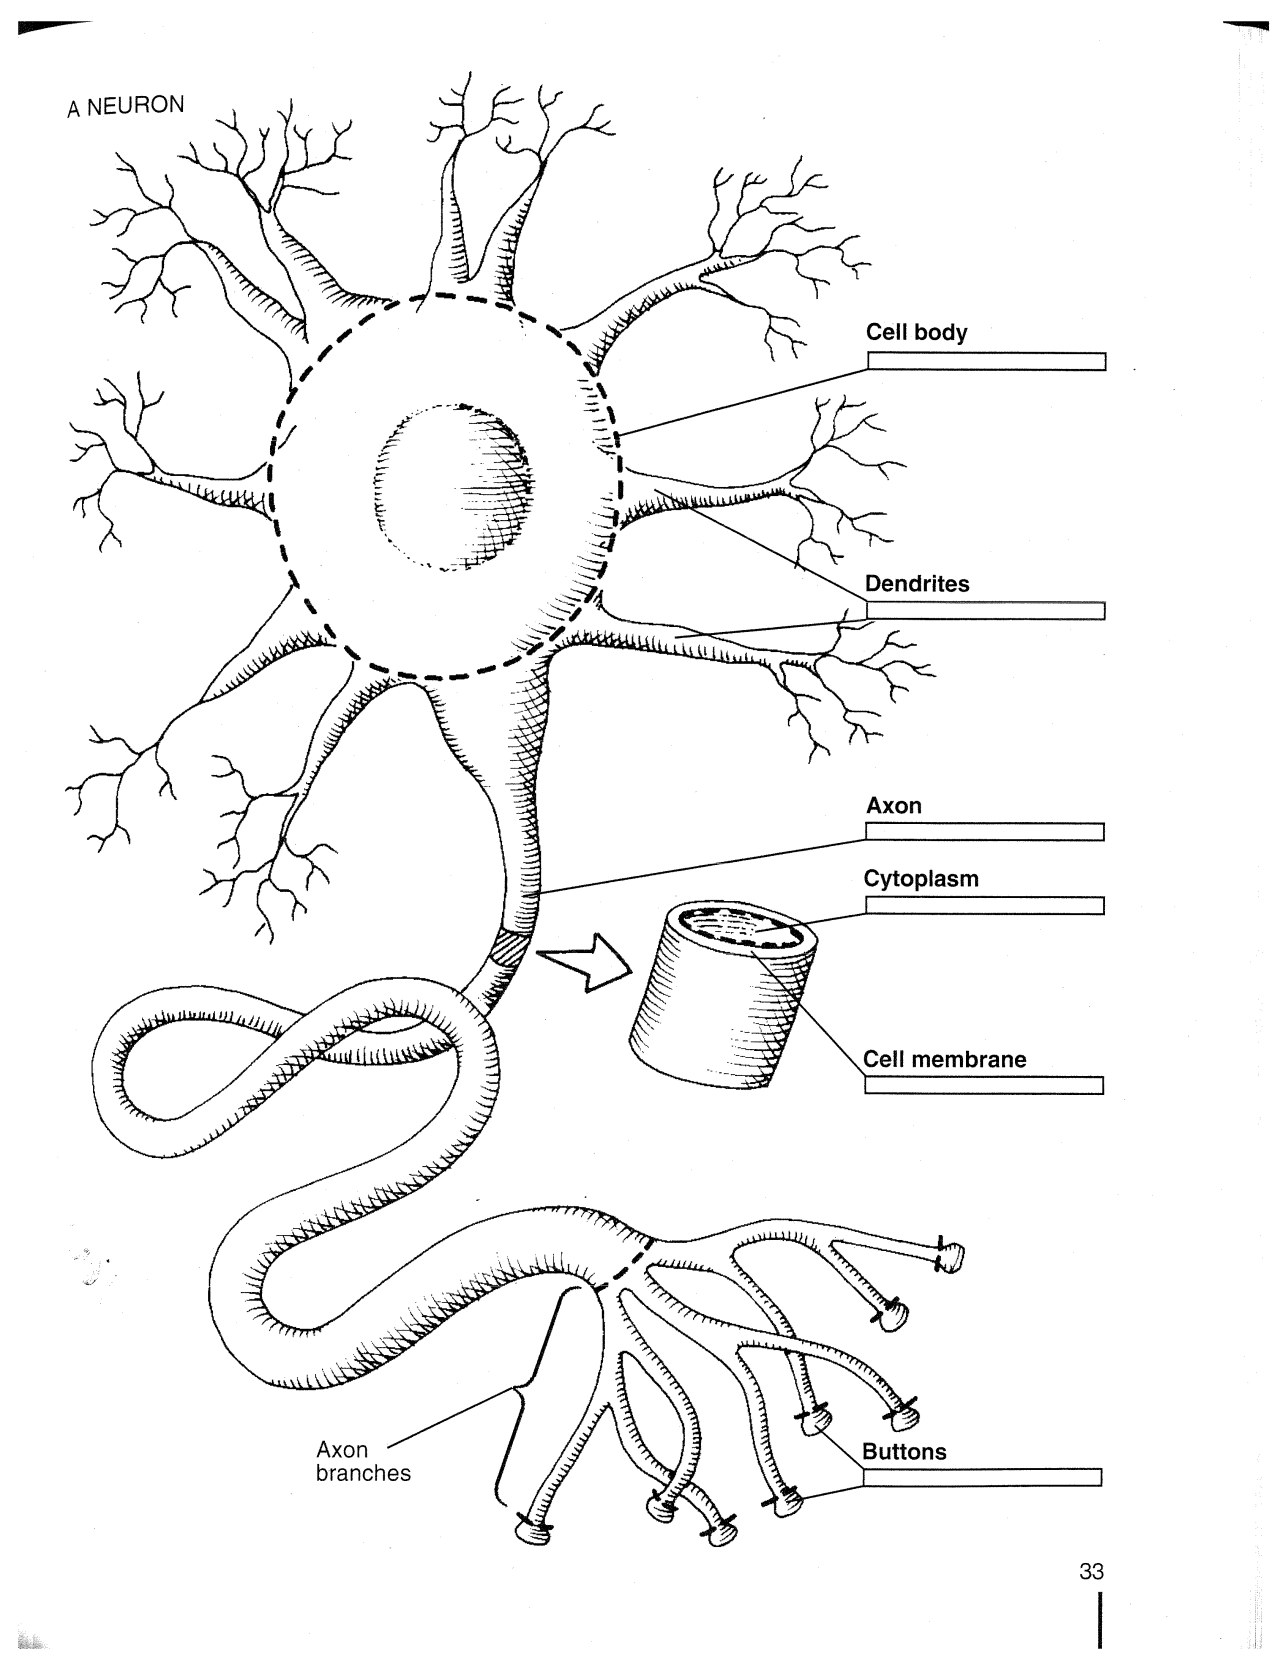 A NEURON
Cell body
Dendrites
Axon
Cytoplasm
Cell membrane
Axon
branches
Buttons
33